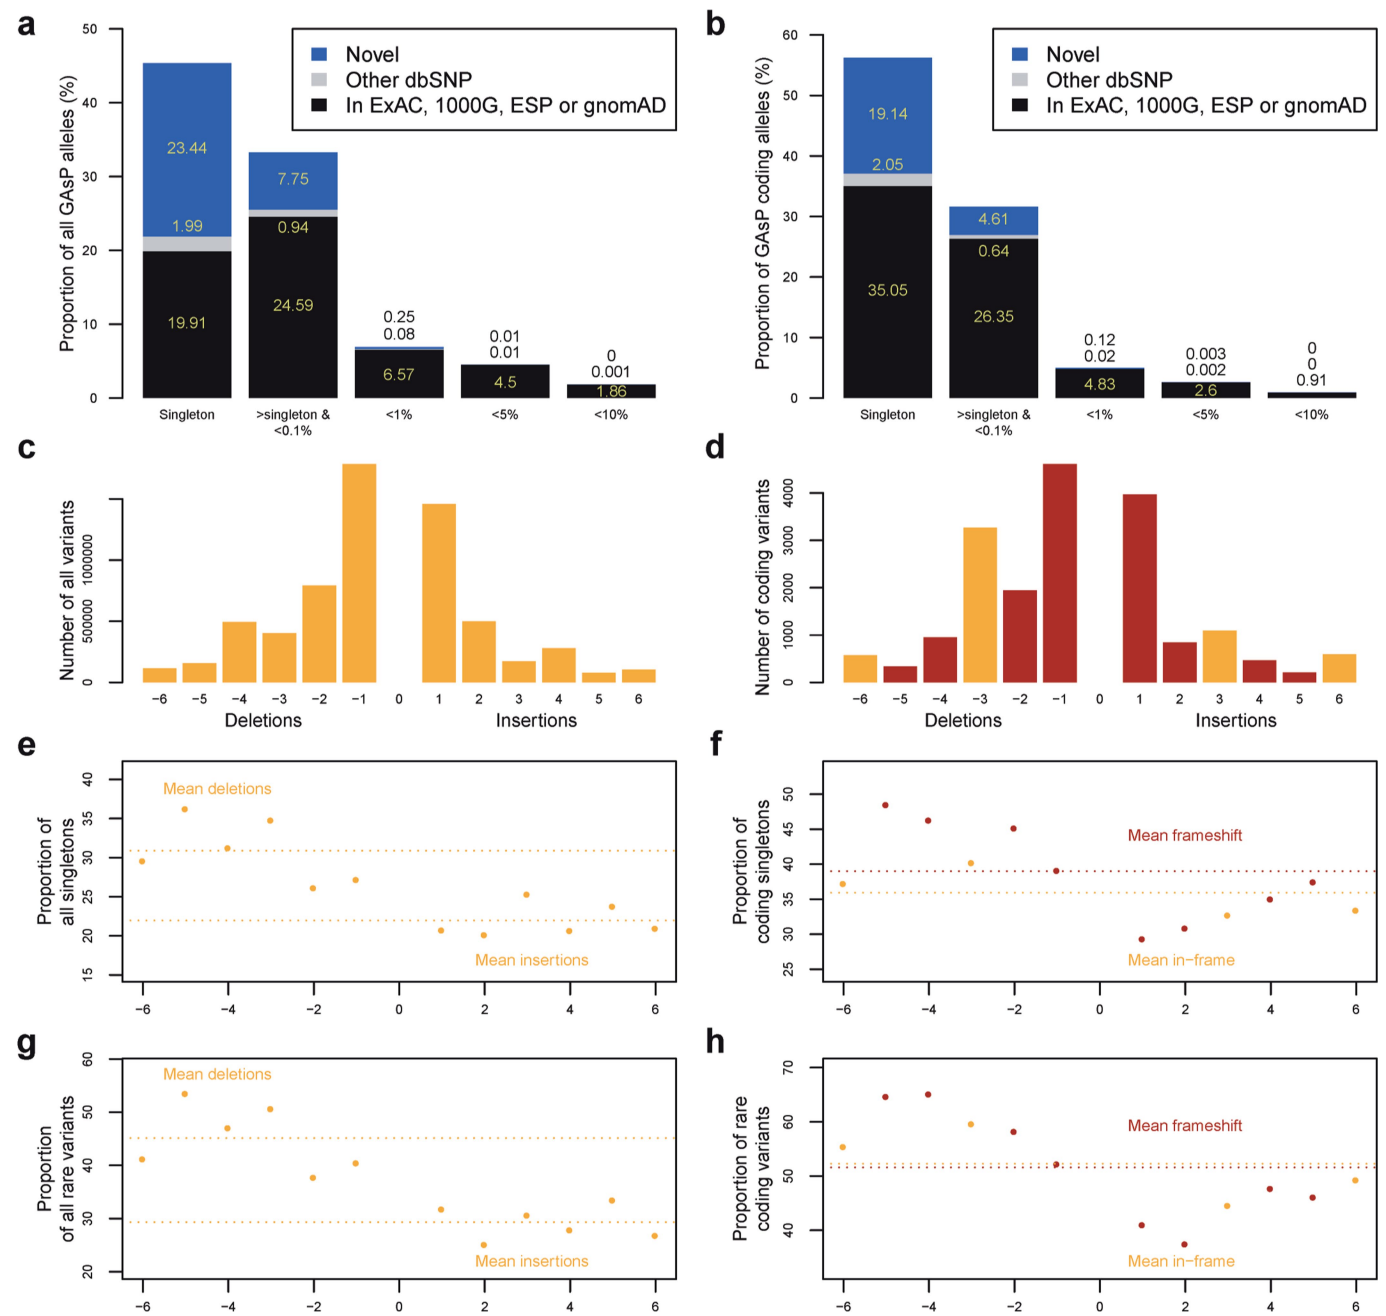 a
50
40
30
20
10
0
Proportion of all GAsP alleles (%)
Novel
Other dbSNP
In ExAC, 1000G, ESP or gnomAD
23.44
1.99
19.91
7.75
0.94
24.59
0.25
0.08
6.57
0.01
0.01
4.5
0
0.001
1.86
Singleton
>singleton &
<0.1%
<1%
<5%
<10%
b
60
50
40
30
20
10
0
Proportion of GAsP coding alleles (%)
Novel
Other dbSNP
In ExAC, 1000G, ESP or gnomAD
19.14
2.05
35.05
4.61
0.64
26.35
0.12
0.02
4.83
0.003
0.002
2.6
0
0
0.91
Singleton
>singleton &
<0.1%
<1%
<5%
<10%
c
Number of all variants
1000000
500000
0
−6 −5 −4 −3 −2 −1 0 1 2 3 4 5 6
Deletions Insertions
d
Number of coding variants
4000
3000
2000
1000
0
−6 −5 −4 −3 −2 −1 0 1 2 3 4 5 6
Deletions Insertions
e
Proportion of
all singletons
40
35
30
25
20
15
Mean deletions
Mean insertions
−6 −4 −2 0 2 4 6
f
Proportion of
coding singletons
50
45
40
35
30
25
Mean frameshift
Mean in−frame
−6 −4 −2 0 2 4 6
g
Proportion
of all rare variants
60
50
40
30
20
Mean deletions
Mean insertions
−6 −4 −2 0 2 4 6
h
Proportion of rare
coding variants
70
60
50
40
Mean frameshift
Mean in−frame
−6 −4 −2 0 2 4 6